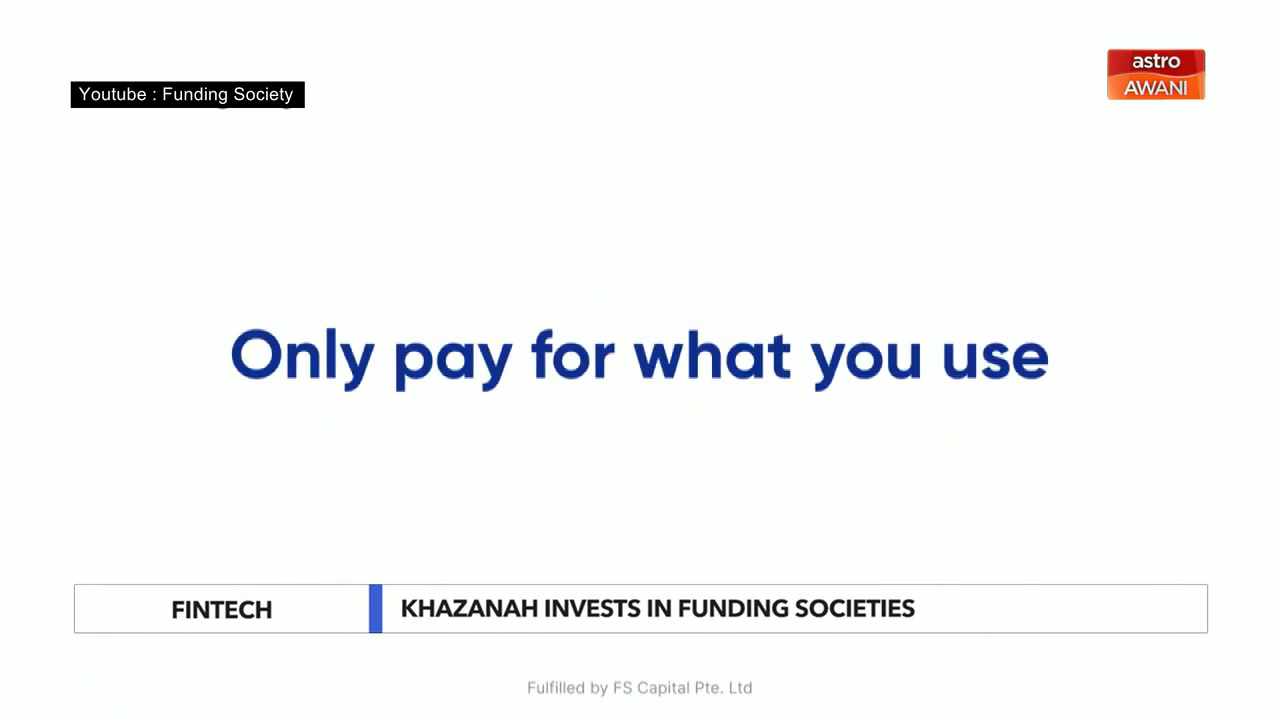 Youtube : Funding Society
astro
AWANI
Only pay for what you use
FINTECH
KHAZANAH INVESTS IN FUNDING SOCIETIES
Fulfilled by FS Capital Pte. Ltd